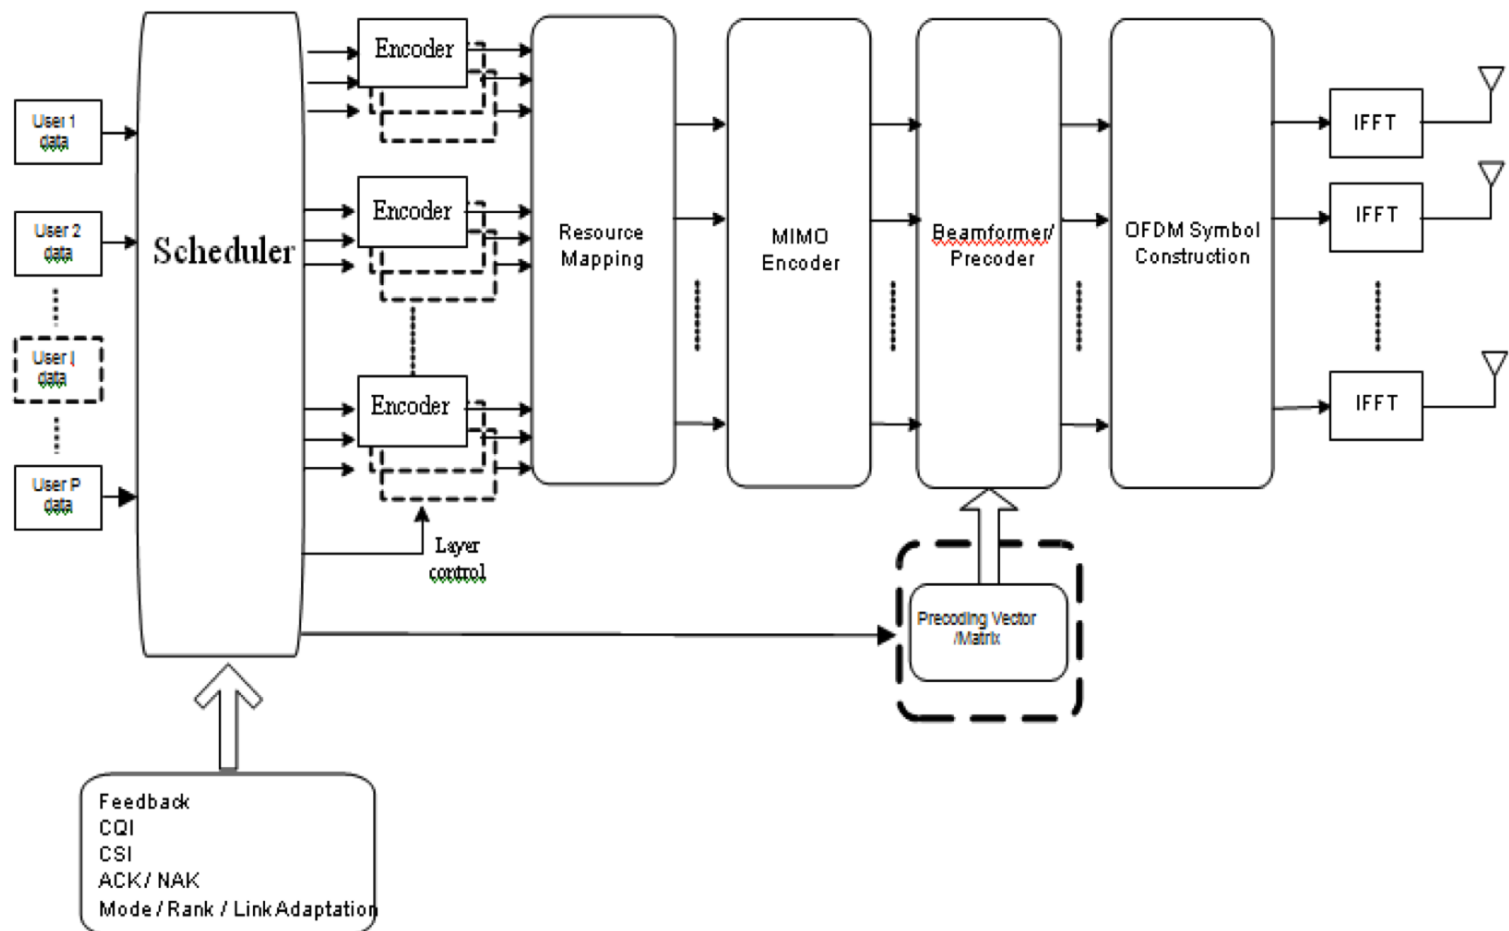 User 1
data
User 2
data
User j
data
User P
data
Scheduler
Encoder
Encoder
Encoder
Layer
control
Resource
Mapping
MIMO
Encoder
Beamformer/
Precoder
OFDM Symbol
Construction
IFFT
IFFT
IFFT
Precoding Vector
/Matrix
Feedback
CQI
CSI
ACK / NAK
Mode / Rank / Link Adaptation